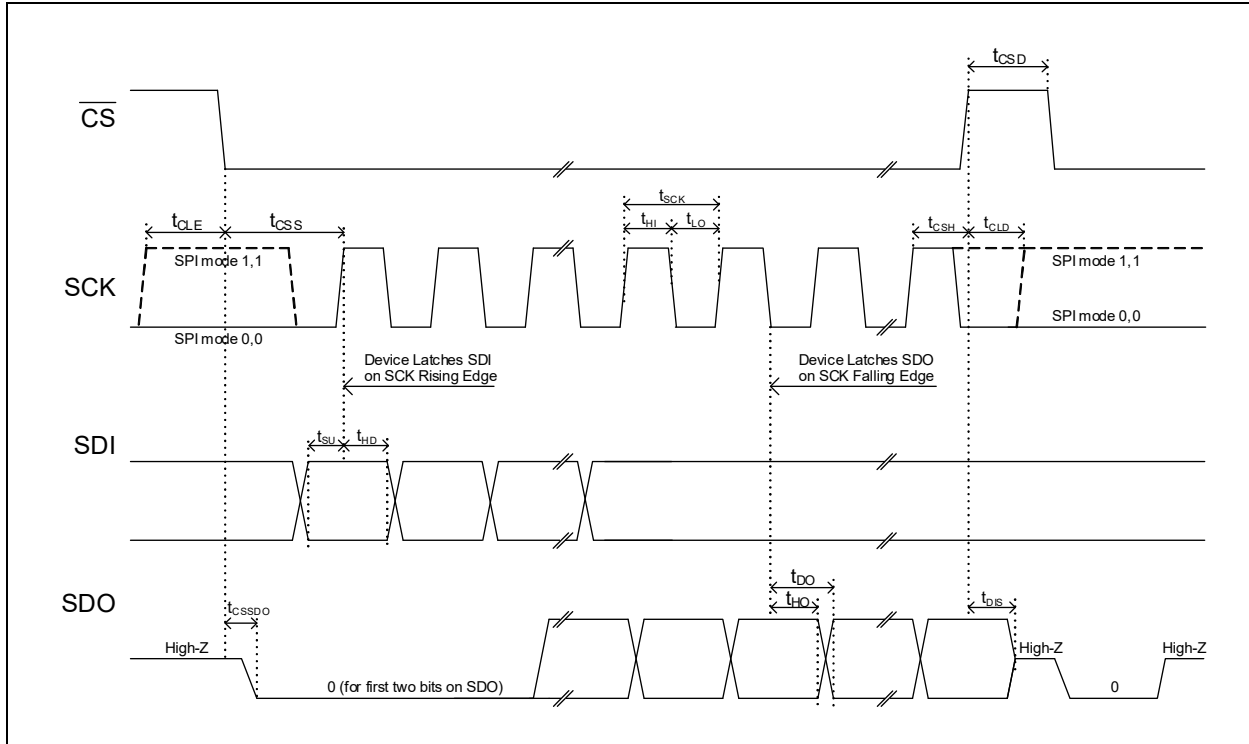 tCSD
CS
tSCK
tCLE
tCSS
tHI
tLO
tCSH
tCLD
SPI mode 1,1
SPI mode 1,1
SCK
SPI mode 0,0
SPI mode 0,0
Device Latches SDI
on SCK Rising Edge
Device Latches SDO
on SCK Falling Edge
SDI
tSU
tHD
SDO
tDO
tCSSDO
tHO
tDIS
High-Z
High-Z
High-Z
0 (for first two bits on SDO)
0